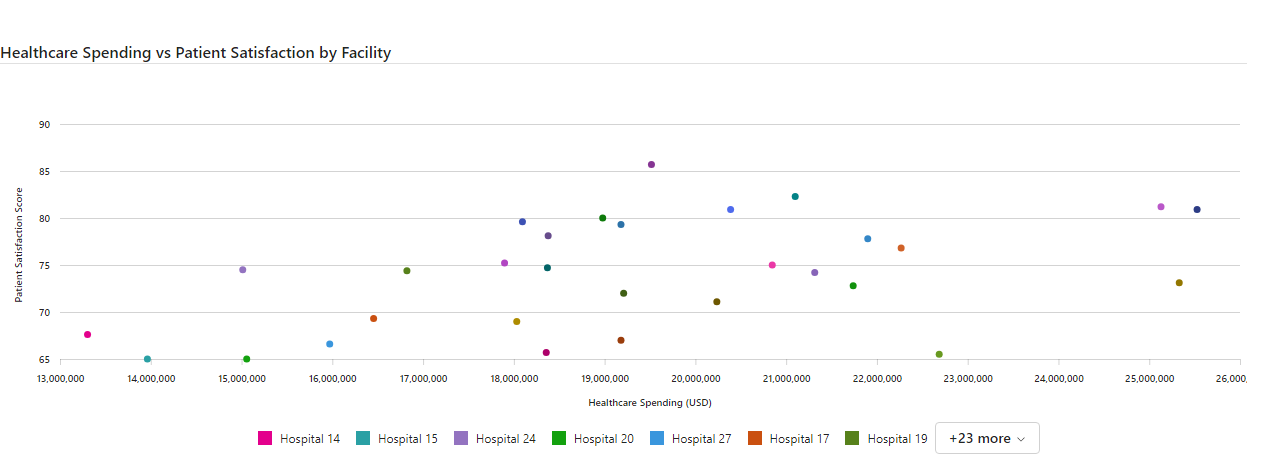 Healthcare Spending vs Patient Satisfaction by Facility
90
85
80
75
70
65
Patient Satisfaction Score
13,000,000 14,000,000 15,000,000 16,000,000 17,000,000 18,000,000 19,000,000 20,000,000 21,000,000 22,000,000 23,000,000 24,000,000 25,000,000 26,000,
Healthcare Spending (USD)
Hospital 14 Hospital 15 Hospital 24 Hospital 20 Hospital 27 Hospital 17 Hospital 19 +23 more